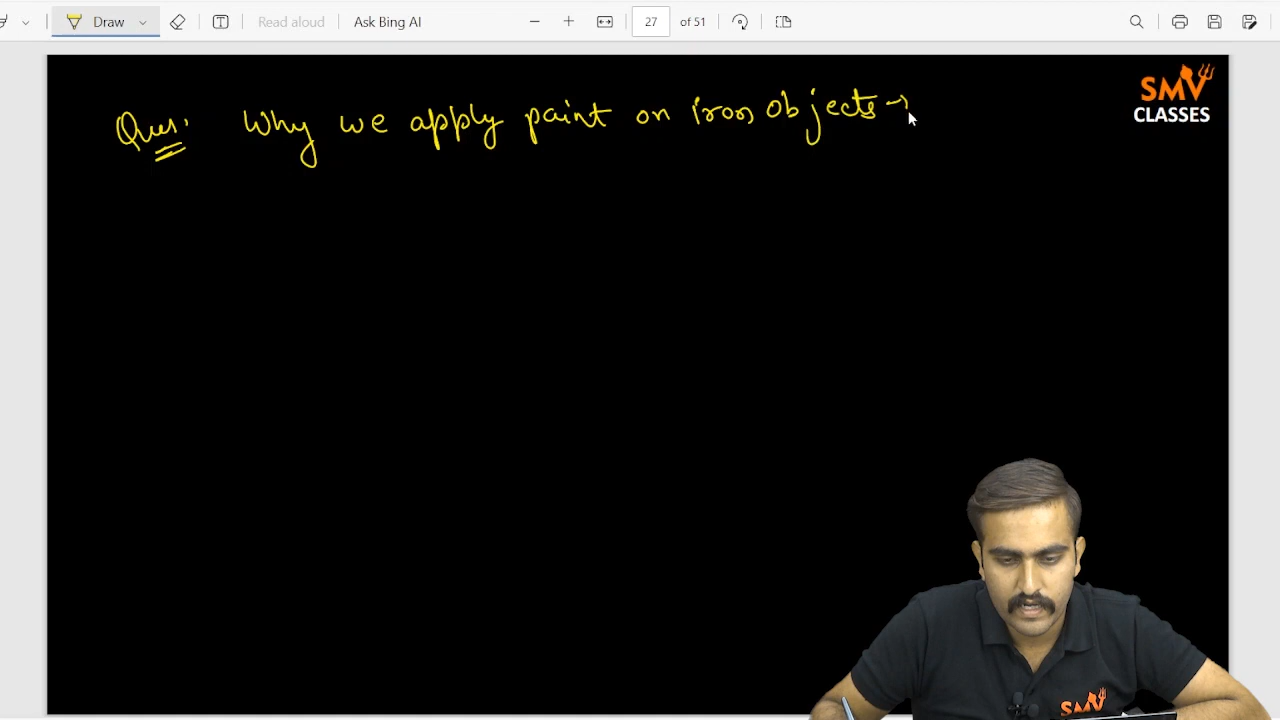 Draw
Read aloud
Ask Bing AI
27 of 51
SMV
CLASSES
Ques. Why we apply paint on iron objects →
SMV